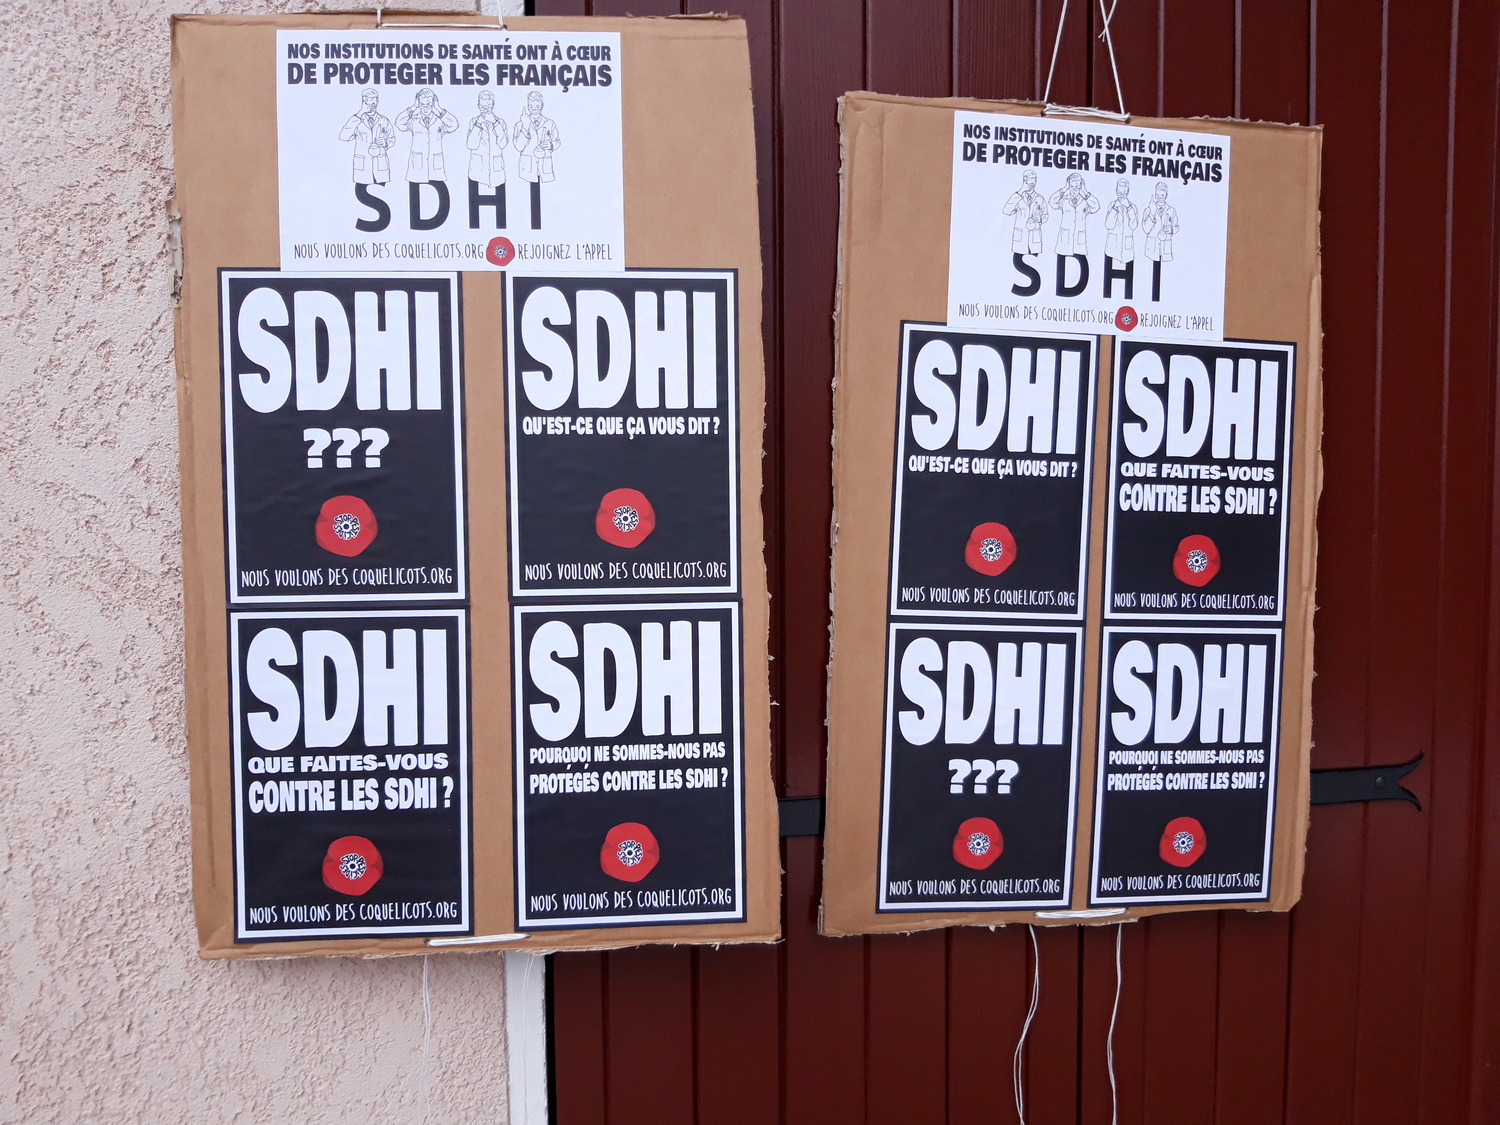 NOS INSTITUTIONS DE SANTÉ ONT À CŒUR
DE PROTEGER LES FRANÇAIS
SDHI
NOUS VOULONS DES COQUELICOTS.ORG REJOIGNEZ L'APPEL
SDHI
???
NOUS VOULONS DES COQUELICOTS.ORG
SDHI
QU'EST-CE QUE ÇA VOUS DIT ?
NOUS VOULONS DES COQUELICOTS.ORG
SDHI
QUE FAITES-VOUS
CONTRE LES SDHI ?
NOUS VOULONS DES COQUELICOTS.ORG
SDHI
POURQUOI NE SOMMES-NOUS PAS
PROTÉGÉS CONTRE LES SDHI ?
NOUS VOULONS DES COQUELICOTS.ORG
NOS INSTITUTIONS DE SANTÉ ONT À CŒUR
DE PROTEGER LES FRANÇAIS
SDHI
NOUS VOULONS DES COQUELICOTS.ORG REJOIGNEZ L'APPEL
SDHI
QU'EST-CE QUE ÇA VOUS DIT ?
NOUS VOULONS DES COQUELICOTS.ORG
SDHI
QUE FAITES-VOUS
CONTRE LES SDHI ?
NOUS VOULONS DES COQUELICOTS.ORG
SDHI
???
NOUS VOULONS DES COQUELICOTS.ORG
SDHI
POURQUOI NE SOMMES-NOUS PAS
PROTÉGÉS CONTRE LES SDHI ?
NOUS VOULONS DES COQUELICOTS.ORG